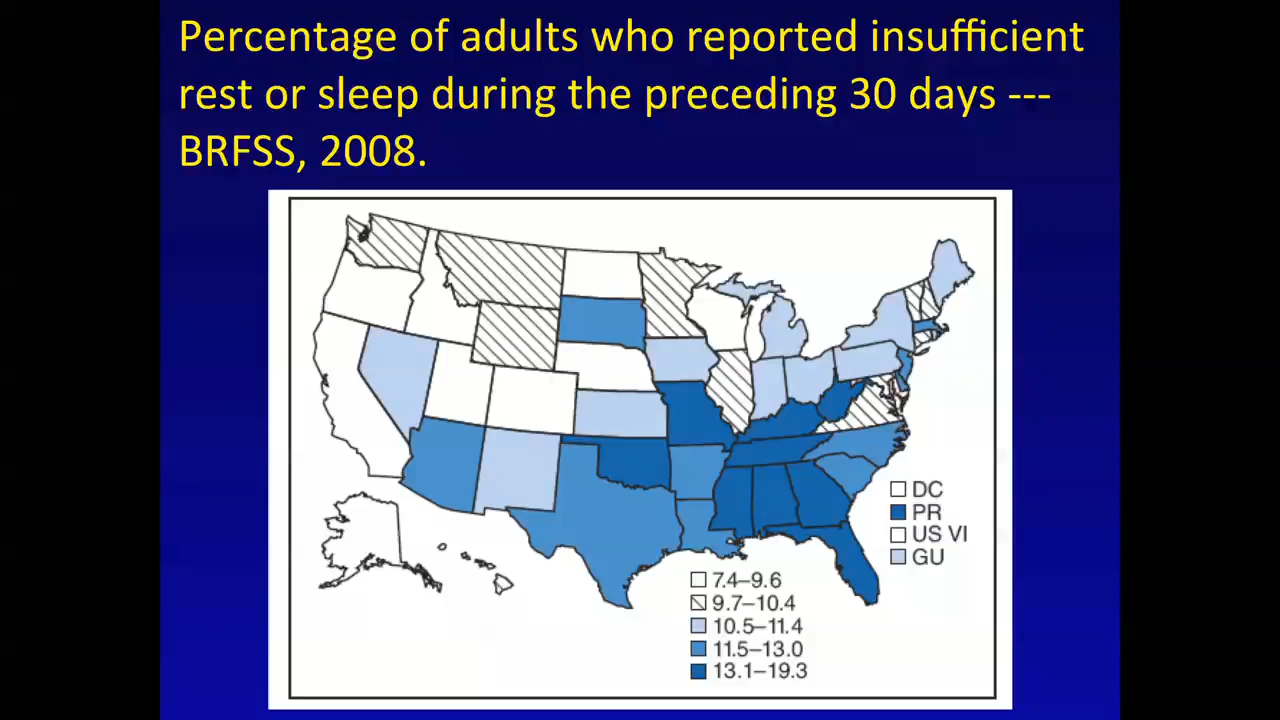 Percentage of adults who reported insufficient
rest or sleep during the preceding 30 days ---
BRFSS, 2008.
DC
PR
US VI
GU
7.4–9.6
9.7–10.4
10.5–11.4
11.5–13.0
13.1–19.3